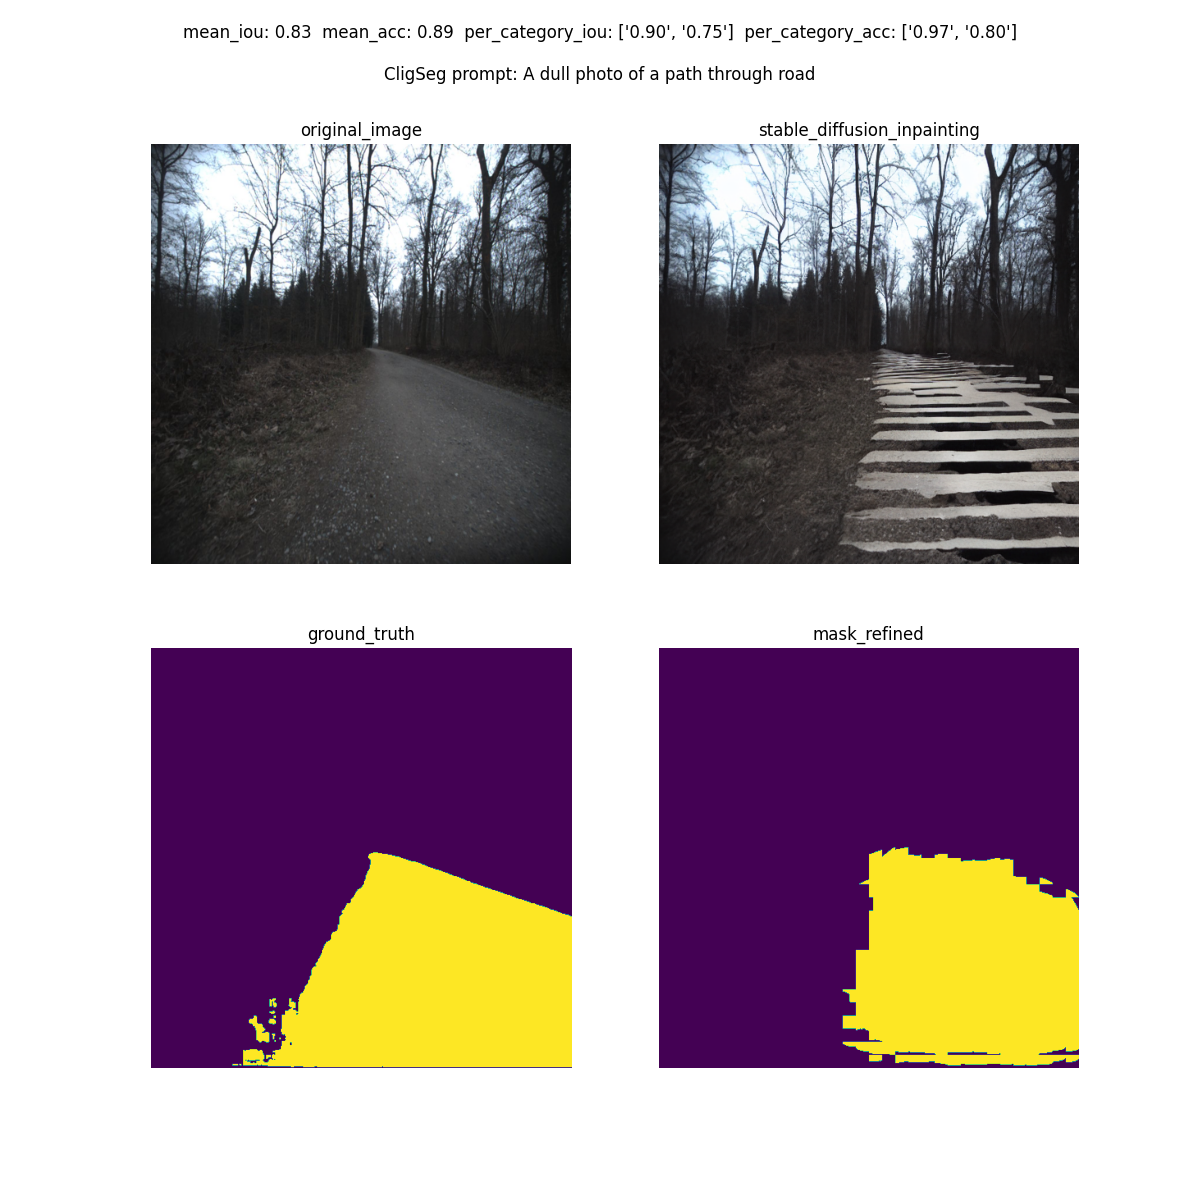 mean_iou: 0.83  mean_acc: 0.89  per_category_iou: ['0.90', '0.75']  per_category_acc: ['0.97', '0.80']
CligSeg prompt: A dull photo of a path through road
original_image
stable_diffusion_inpainting
ground_truth
mask_refined